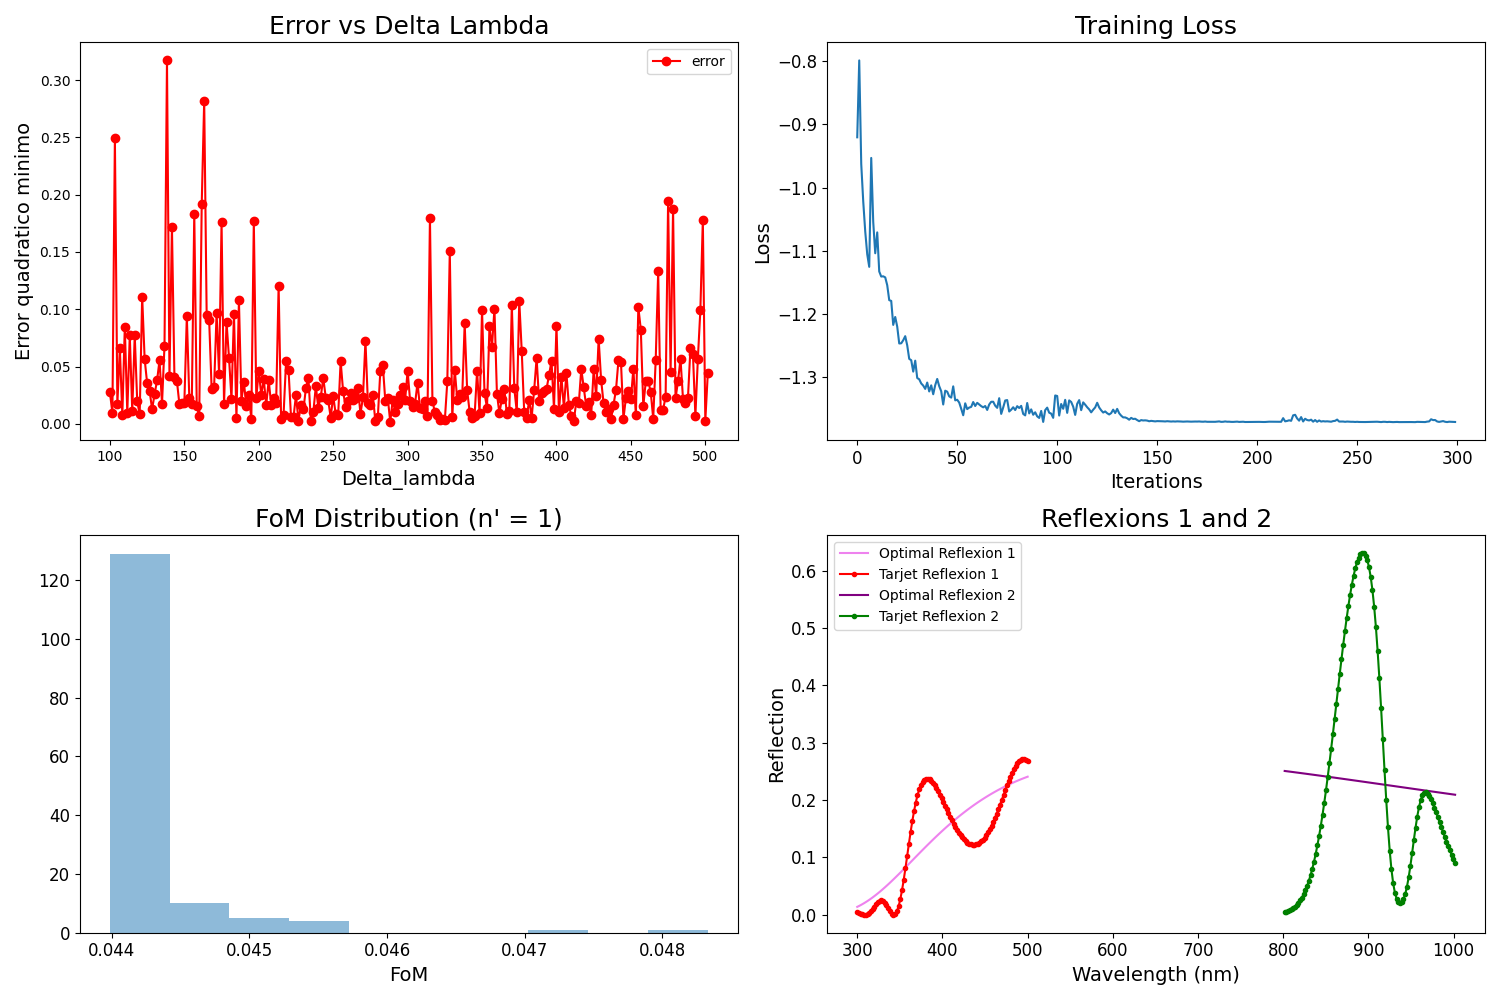 Error vs Delta Lambda
error
Error quadratico minimo
0.30
0.25
0.20
0.15
0.10
0.05
0.00
100 150 200 250 300 350 400 450 500
Delta_lambda
Training Loss
Loss
−0.8
−0.9
−1.0
−1.1
−1.2
−1.3
0 50 100 150 200 250 300
Iterations
FoM Distribution (n' = 1)
120
100
80
60
40
20
0
0.044 0.045 0.046 0.047 0.048
FoM
Reflexions 1 and 2
Optimal Reflexion 1
Tarjet Reflexion 1
Optimal Reflexion 2
Tarjet Reflexion 2
Reflection
0.6
0.5
0.4
0.3
0.2
0.1
0.0
300 400 500 600 700 800 900 1000
Wavelength (nm)